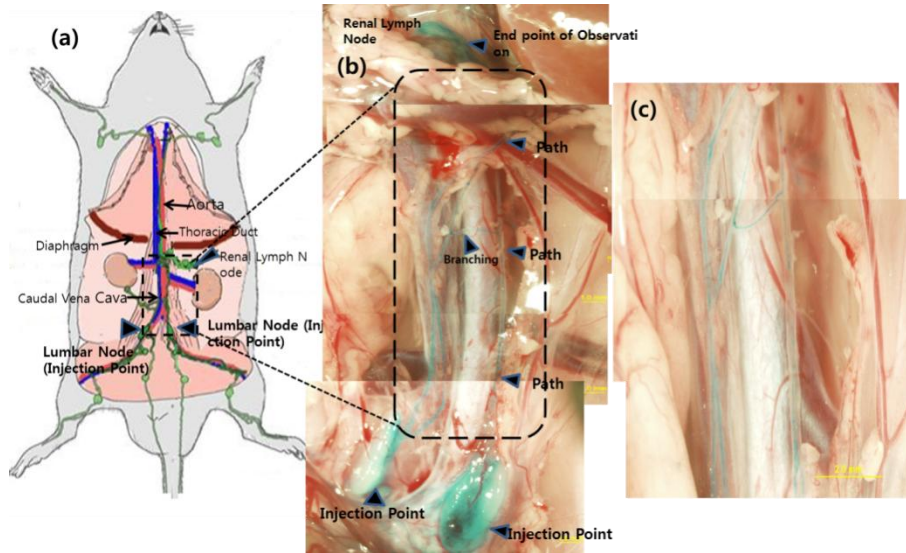 (a)
Aorta
Thoracic Duct
Diaphragm
Renal Lymph N
ode
Caudal Vena Cava
Lumbar Node (Inj
ction Point)
Lumbar Node
(Injection Point)
Renal Lymph
Node
End point of Observati
on
(b)
Path
Branching
Path
Path
Injection Point
Injection Point
(c)